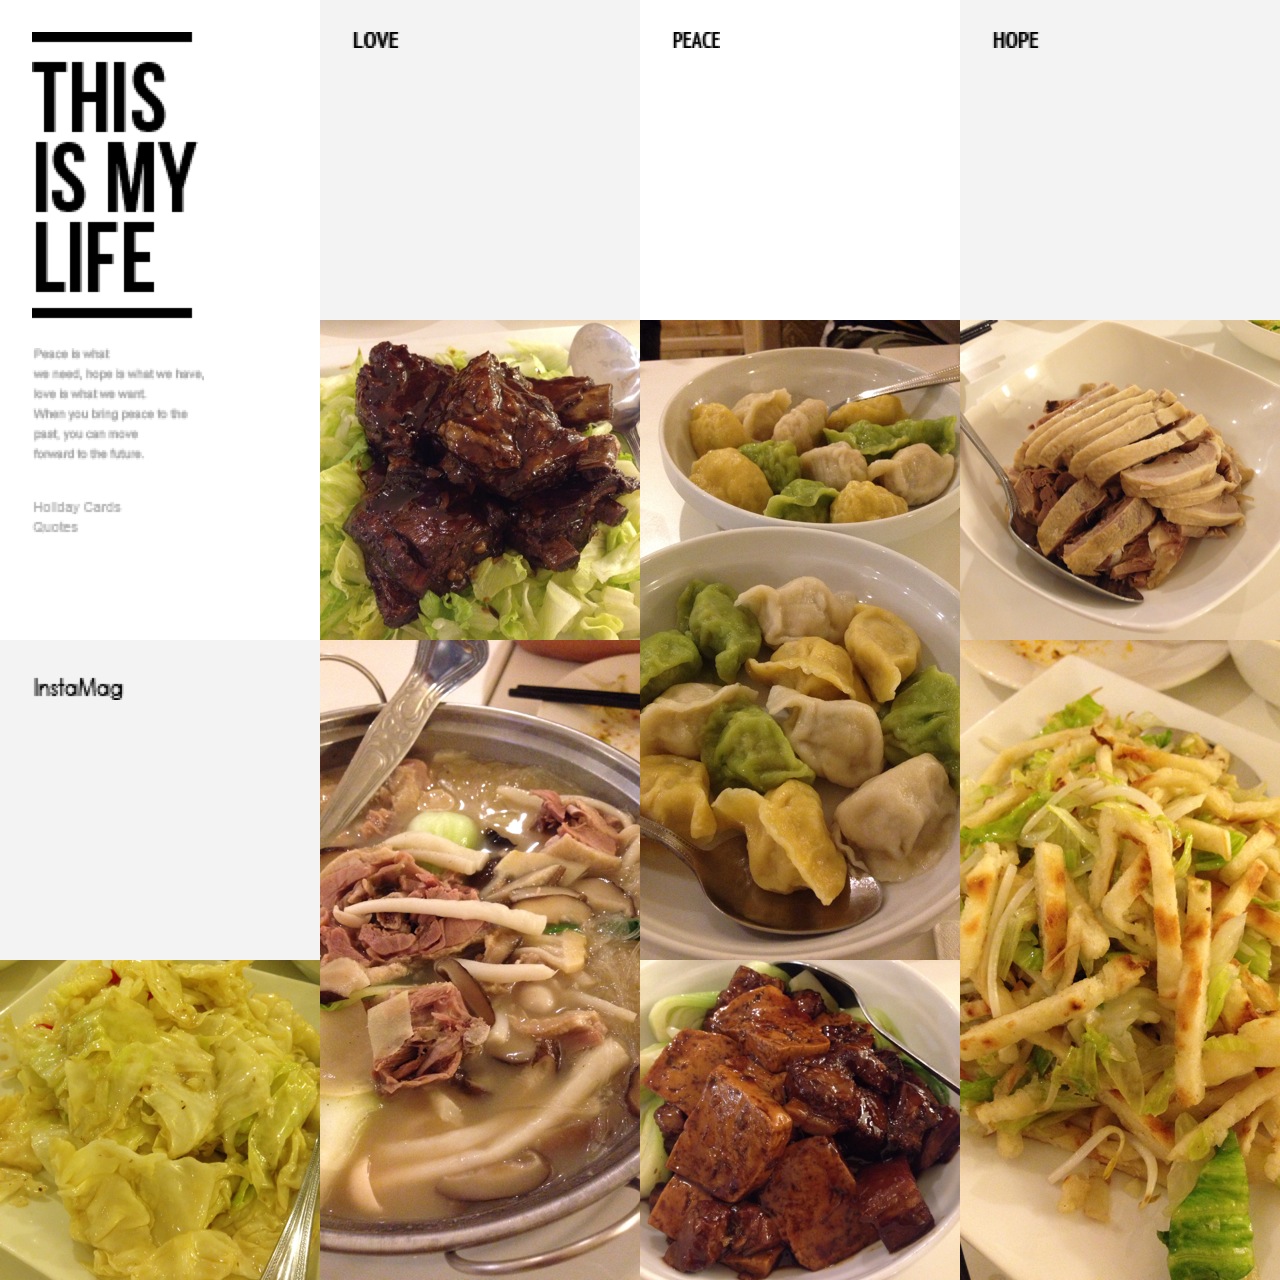 THIS
IS MY
LIFE
Peace is what
we need, hope is what we have,
love is what we want.
When you bring peace to the
past, you can move
forward to the future.
Holiday Cards
Quotes
LOVE
PEACE
HOPE
InstaMag